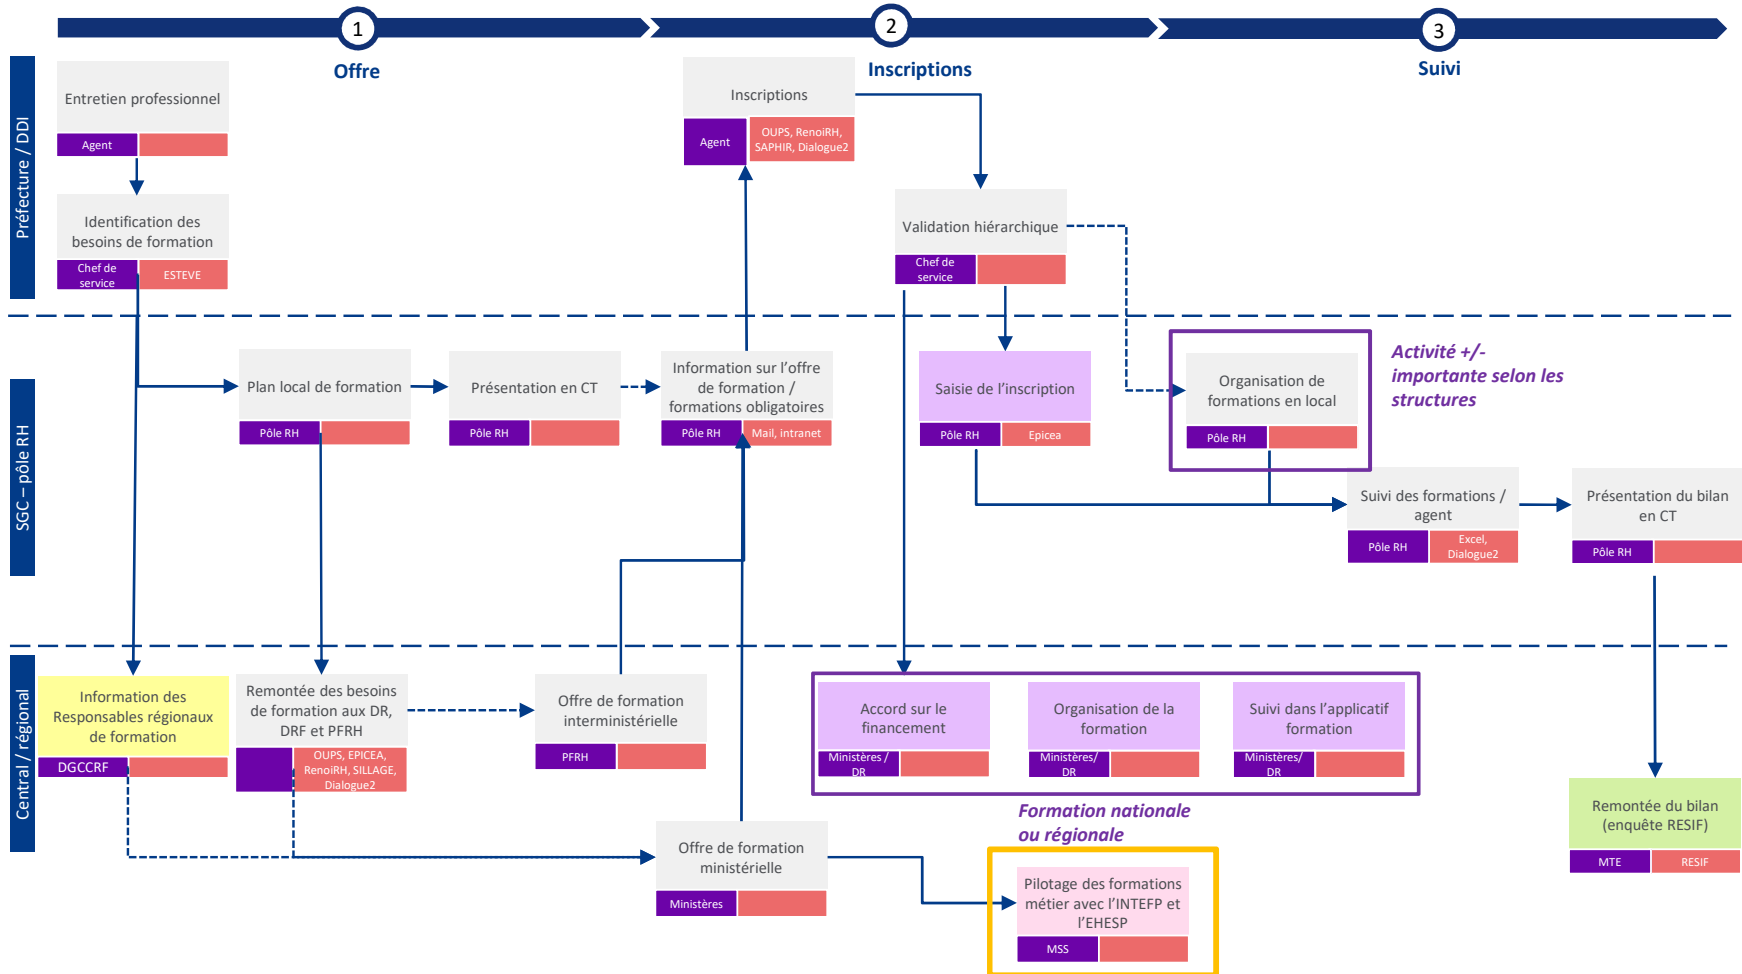 1
2
3
Offre
Inscriptions
Suivi
Préfecture / DDI
Entretien professionnel
Agent
Identification des
besoins de formation
Chef de
service
ESTEVE
Inscriptions
Agent
OUPS, RenoiRH,
SAPHIR, Dialogue2
Validation hiérarchique
Chef de
service
SGC – pôle RH
Plan local de formation
Pôle RH
Présentation en CT
Pôle RH
Information sur l'offre
de formation /
formations obligatoires
Pôle RH
Mail, intranet
Saisie de l'inscription
Pôle RH
Epicea
Organisation de
formations en local
Pôle RH
Activité +/-
importante selon les
structures
Suivi des formations /
agent
Pôle RH
Excel,
Dialogue2
Présentation du bilan
en CT
Pôle RH
Central / régional
Information des
Responsables régionaux
de formation
DGCCRF
Remontée des besoins
de formation aux DR,
DRF et PFRH
OUPS, EPICEA,
RenoiRH, SILLAGE,
Dialogue2
Offre de formation
interministérielle
PFRH
Offre de formation
ministérielle
Ministères
Accord sur le
financement
Ministères /
DR
Organisation de la
formation
Ministères/
DR
Suivi dans l'applicatif
formation
Ministères/
DR
Formation nationale
ou régionale
Pilotage des formations
métier avec l'INTEFP et
l'EHESP
MSS
Remontée du bilan
(enquête RESIF)
MTE
RESIF